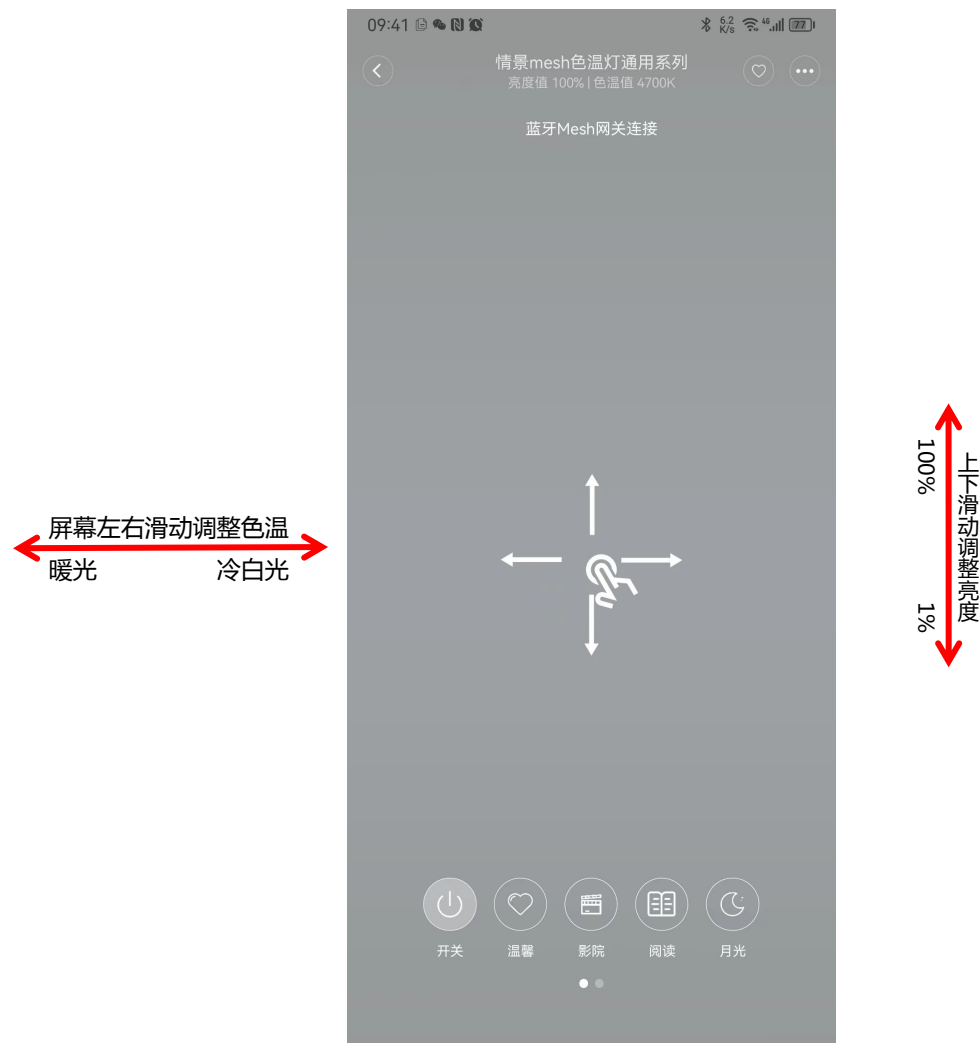 09:41
6.2
K/s
46
77
情景mesh色温灯通用系列
亮度值 100% | 色温值 4700K
蓝牙Mesh网关连接
屏幕左右滑动调整色温
暖光
冷白光
100%
1%
上下滑动调整亮度
开关
温馨
影院
阅读
月光